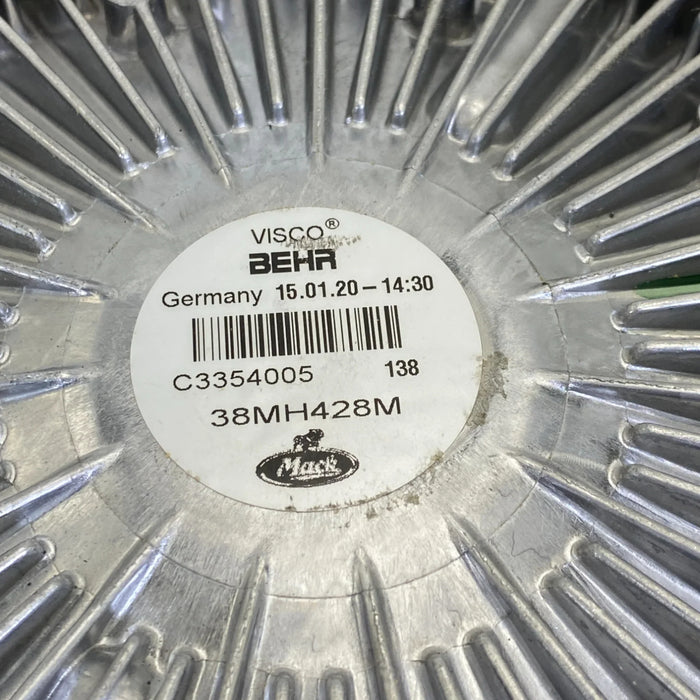 VISCO®
BEHR
Germany 15.01.20-14:30
C3354005 138
38MH428M
Mack